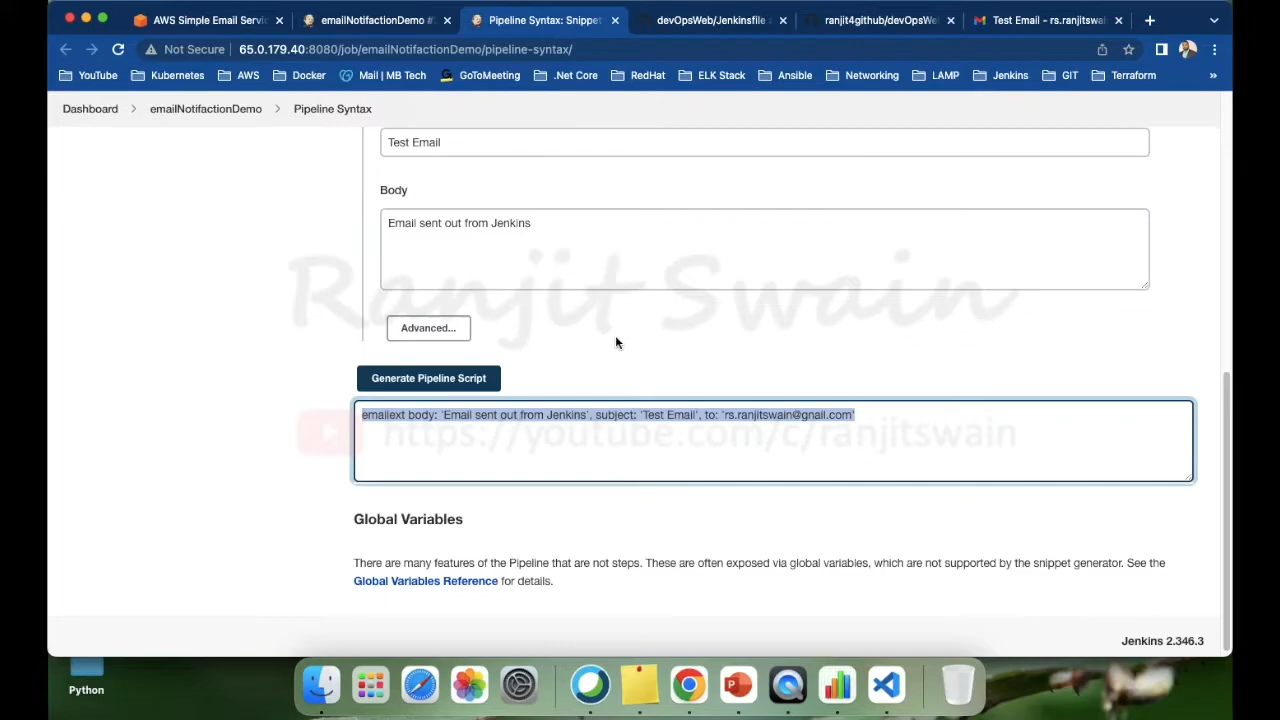 AWS Simple Email Servic
emailNotifactionDemo #
Pipeline Syntax: Snippet
devOpsWeb/Jenkinsfile
ranjit4github/devOpsWe
Test Email - rs.ranjitswain
Not Secure
65.0.179.40:8080/job/emailNotifactionDemo/pipeline-syntax/
YouTube
Kubernetes
AWS
Docker
Mail | MB Tech
GoToMeeting
.Net Core
RedHat
ELK Stack
Ansible
Networking
LAMP
Jenkins
GIT
Terraform
»
Dashboard
emailNotifactionDemo
Pipeline Syntax
Test Email
Body
Email sent out from Jenkins
Ranjit Swain
Advanced...
Generate Pipeline Script
emailext body: 'Email sent out from Jenkins', subject: 'Test Email', to: 'rs.ranjitswain@gnail.com'
https://youtube.com/c/ranjitswain
Global Variables
There are many features of the Pipeline that are not steps. These are often exposed via global variables, which are not supported by the snippet generator. See the
Global Variables Reference for details.
Jenkins 2.346.3
Python